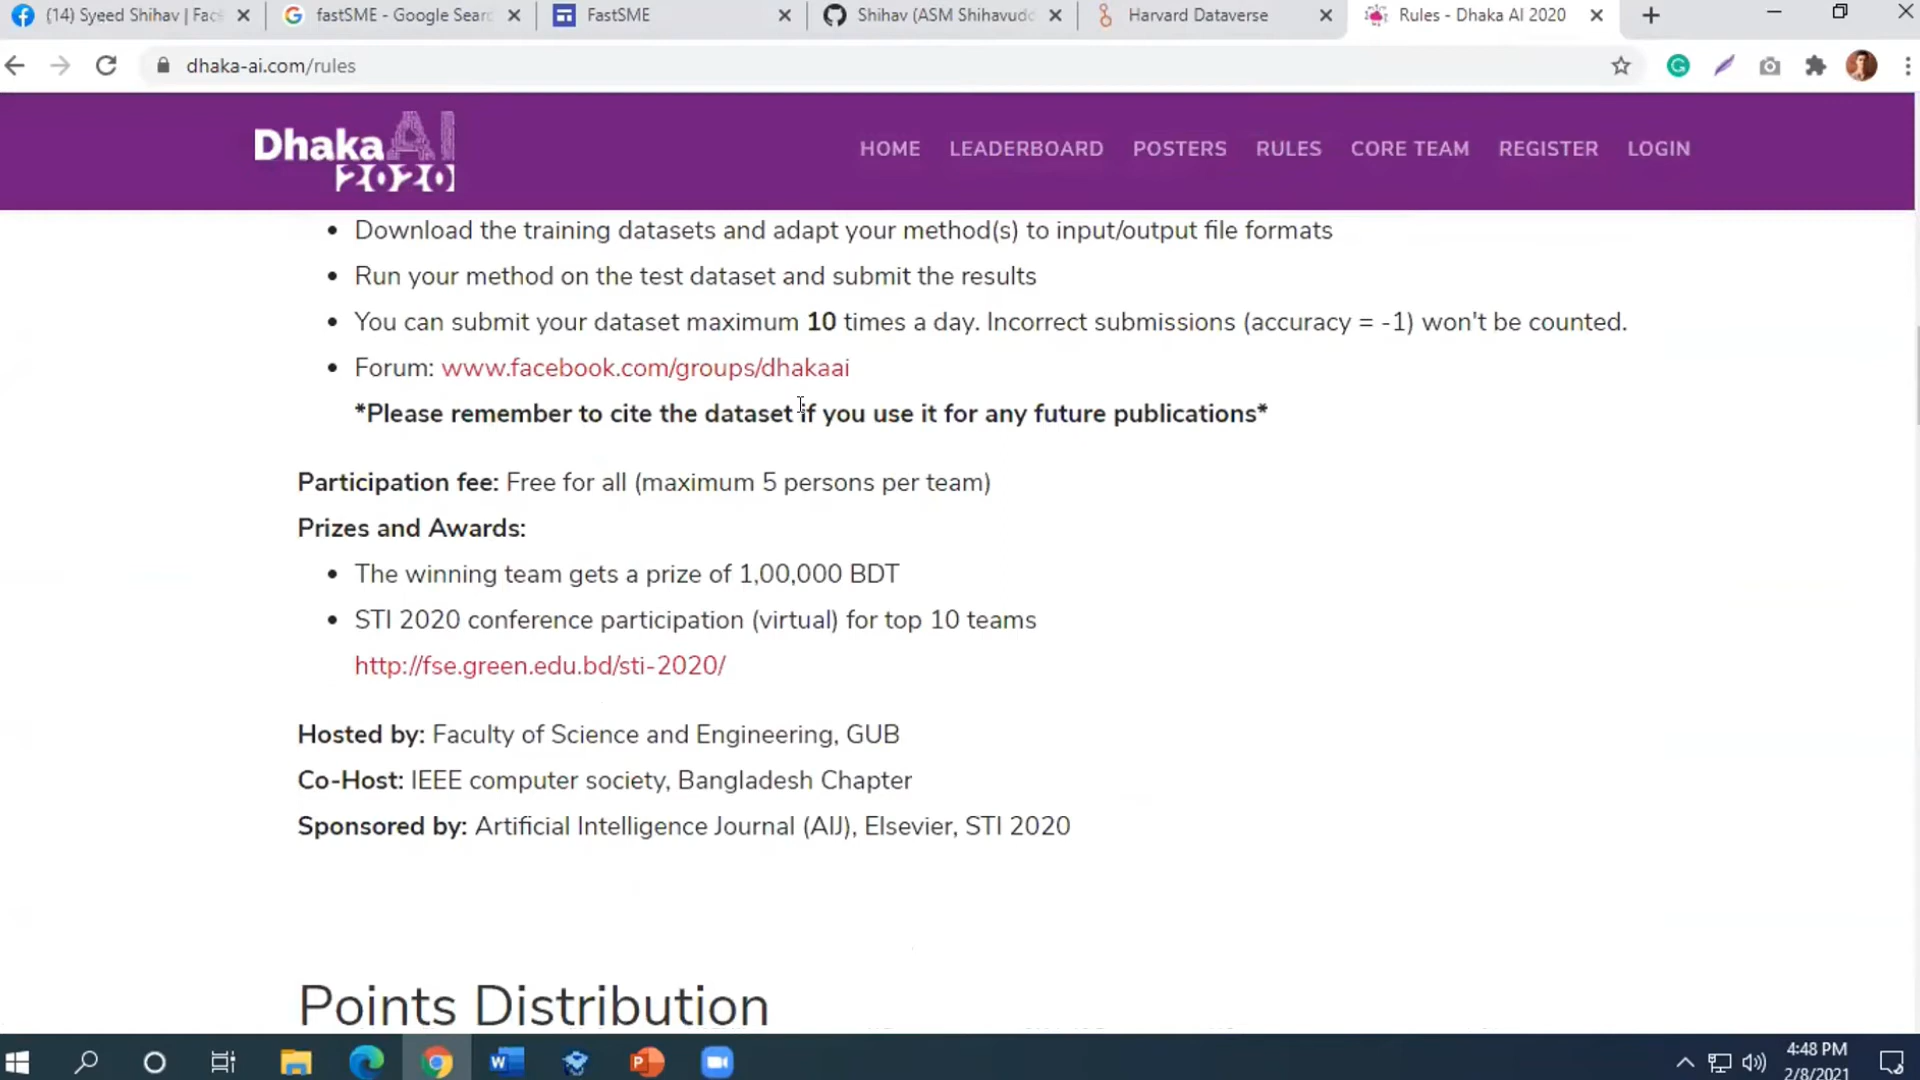 (14) Syeed Shihav | Fac
fastSME - Google Sear
FastSME
Shihav (ASM Shihavudd
Harvard Dataverse
Rules - Dhaka AI 2020
dhaka-ai.com/rules
Dhaka AI
2020
HOME LEADERBOARD POSTERS RULES CORE TEAM REGISTER LOGIN
• Download the training datasets and adapt your method(s) to input/output file formats
• Run your method on the test dataset and submit the results
• You can submit your dataset maximum 10 times a day. Incorrect submissions (accuracy = -1) won't be counted.
• Forum: www.facebook.com/groups/dhakaai
*Please remember to cite the dataset if you use it for any future publications*
Participation fee: Free for all (maximum 5 persons per team)
Prizes and Awards:
• The winning team gets a prize of 1,00,000 BDT
• STI 2020 conference participation (virtual) for top 10 teams
http://fse.green.edu.bd/sti-2020/
Hosted by: Faculty of Science and Engineering, GUB
Co-Host: IEEE computer society, Bangladesh Chapter
Sponsored by: Artificial Intelligence Journal (AIJ), Elsevier, STI 2020
Points Distribution
4:48 PM
2/8/2021